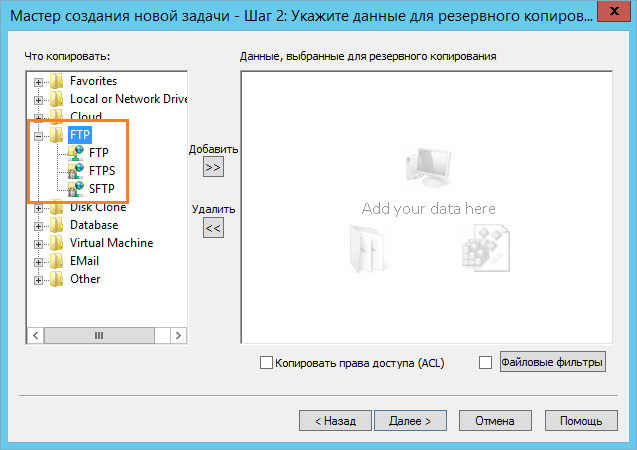 Мастер создания новой задачи - Шаг 2: Укажите данные для резервного копиров...
Что копировать:
Данные, выбранные для резервного копирования
Favorites
Local or Network Drive
Cloud
FTP
FTP
FTPS
SFTP
Disk Clone
Database
Virtual Machine
EMail
Other
Добавить
>>
Удалить
<<
Add your data here
Копировать права доступа (ACL)
Файловые фильтры
< Назад
Далее >
Отмена
Помощь